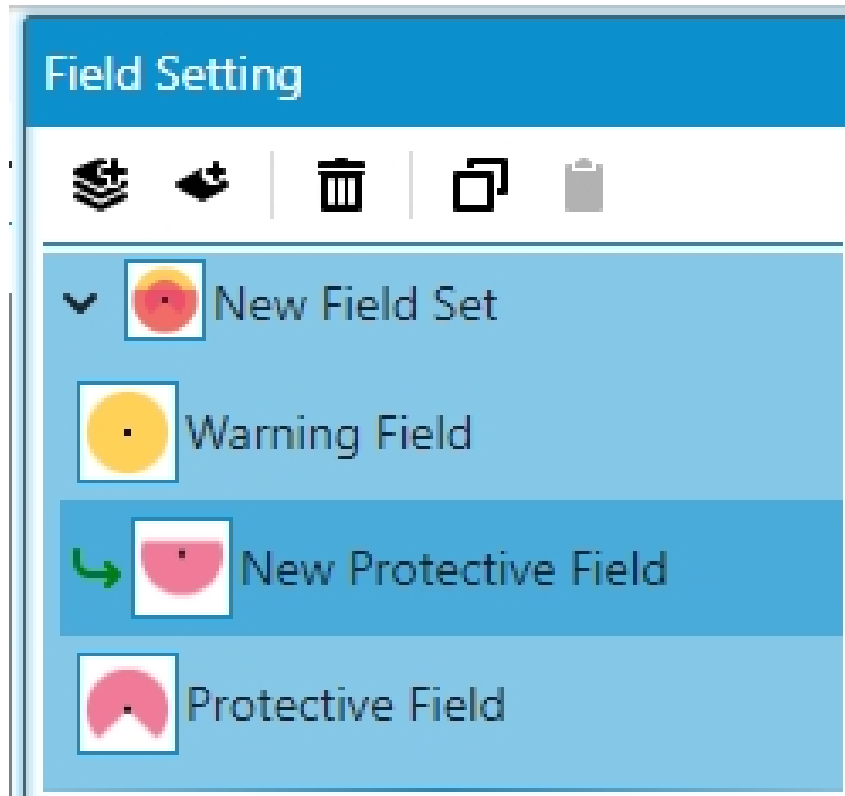 Field Setting
New Field Set
Warning Field
New Protective Field
Protective Field